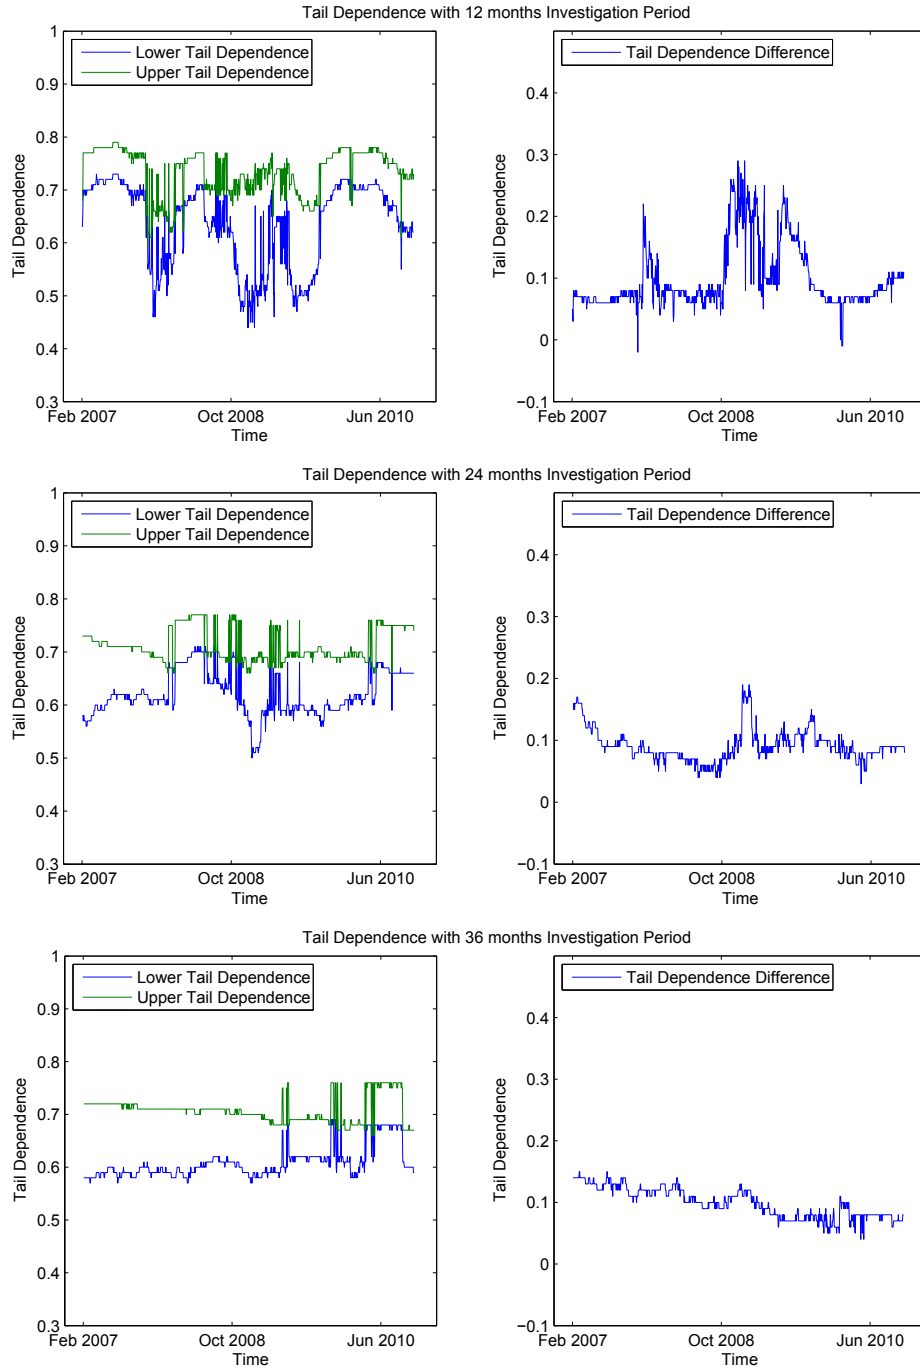 Tail Dependence with 12 months Investigation Period
1
0.9
0.8
0.7
0.6
0.5
0.4
0.3
Tail Dependence
Lower Tail Dependence
Upper Tail Dependence
Feb 2007
Oct 2008
Jun 2010
Time
0.4
0.3
0.2
0.1
0
−0.1
Tail Dependence
Tail Dependence Difference
Feb 2007
Oct 2008
Jun 2010
Time
Tail Dependence with 24 months Investigation Period
1
0.9
0.8
0.7
0.6
0.5
0.4
0.3
Tail Dependence
Lower Tail Dependence
Upper Tail Dependence
Feb 2007
Oct 2008
Jun 2010
Time
0.4
0.3
0.2
0.1
0
−0.1
Tail Dependence
Tail Dependence Difference
Feb 2007
Oct 2008
Jun 2010
Time
Tail Dependence with 36 months Investigation Period
1
0.9
0.8
0.7
0.6
0.5
0.4
0.3
Tail Dependence
Lower Tail Dependence
Upper Tail Dependence
Feb 2007
Oct 2008
Jun 2010
Time
0.4
0.3
0.2
0.1
0
−0.1
Tail Dependence
Tail Dependence Difference
Feb 2007
Oct 2008
Jun 2010
Time